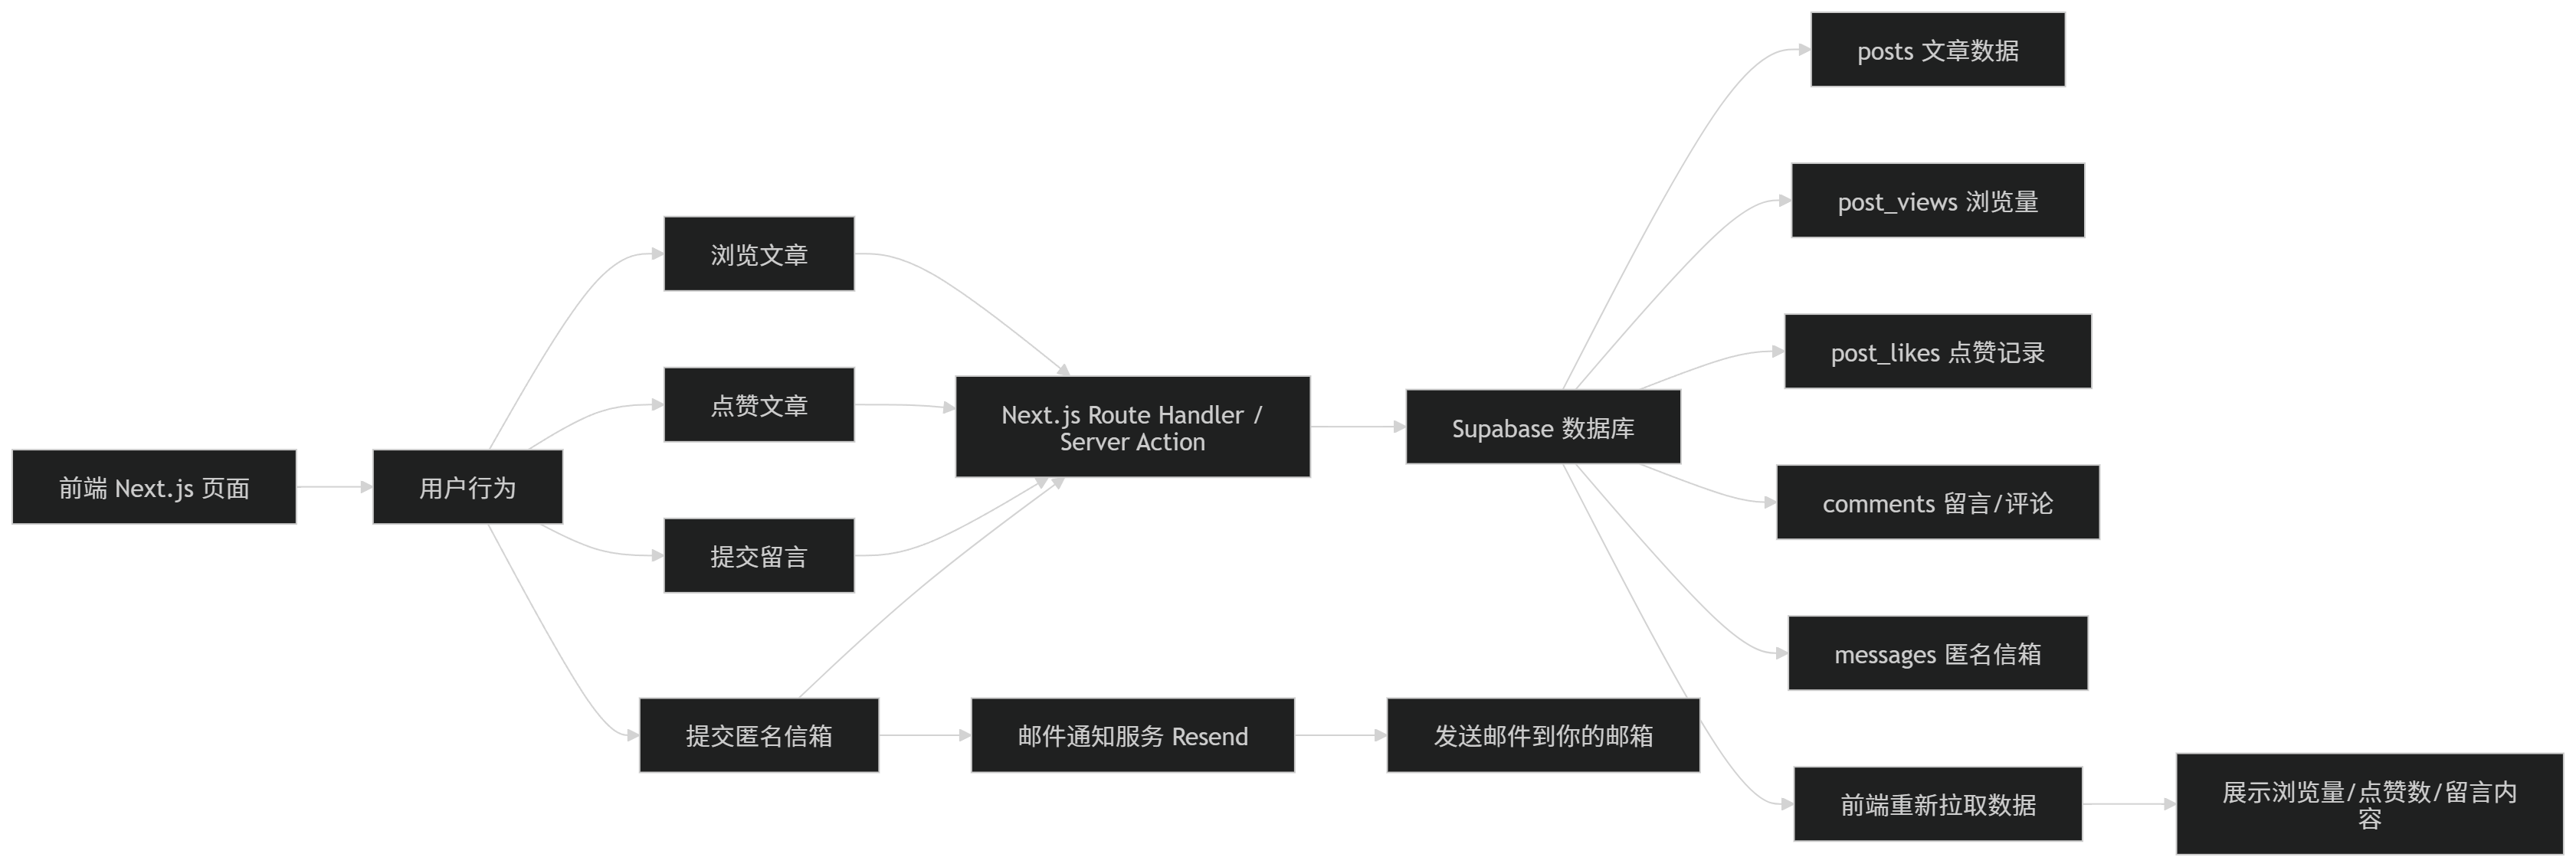 前端 Next.js 页面
用户行为
浏览文章
点赞文章
提交留言
提交匿名信箱
Next.js Route Handler /
Server Action
邮件通知服务 Resend
Supabase 数据库
发送邮件到你的邮箱
posts 文章数据
post_views 浏览量
post_likes 点赞记录
comments 留言/评论
messages 匿名信箱
前端重新拉取数据
展示浏览量/点赞数/留言内
容